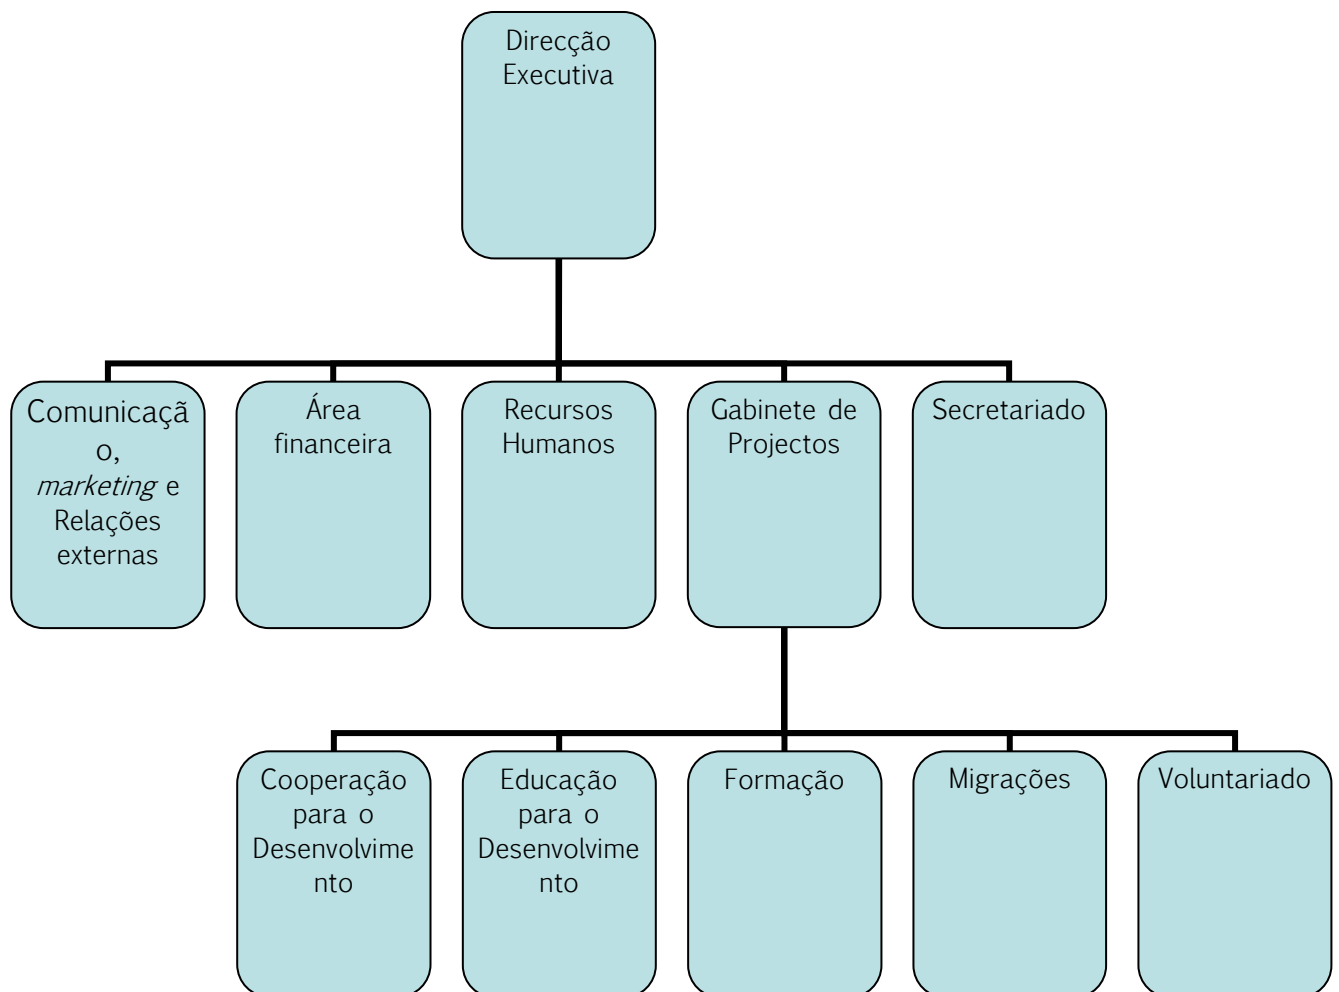 Direcção
Executiva
Comunicaçã
o,
marketing e
Relações
externas
Área
financeira
Recursos
Humanos
Gabinete de
Projectos
Secretariado
Cooperação
para o
Desenvolvime
nto
Educação
para o
Desenvolvime
nto
Formação
Migrações
Voluntariado